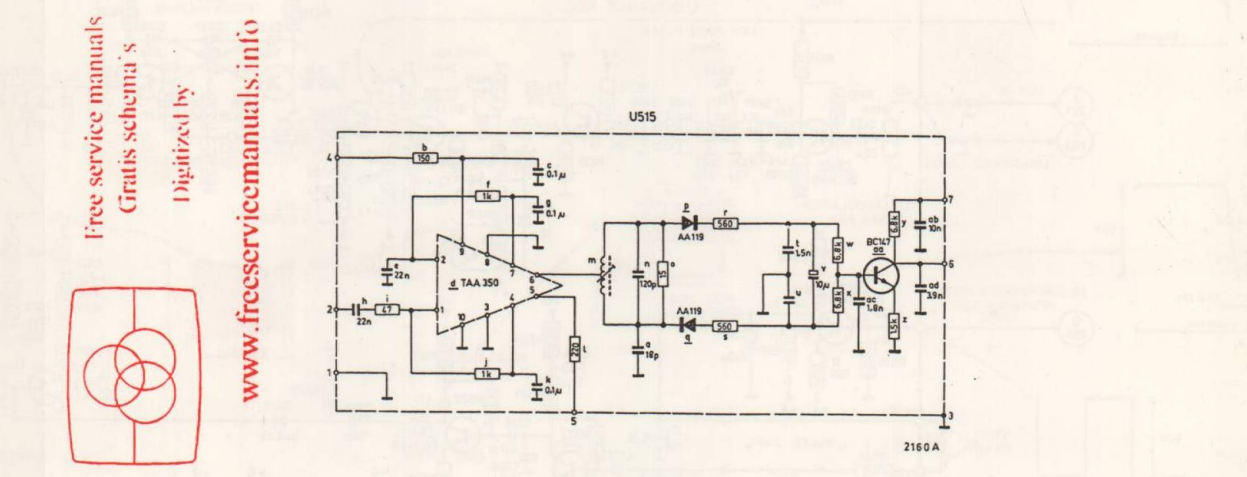 Free service manuals
Gratis schema's
Digitized by
www.freeservicemanuals.info
U515
4
b
150
c
0.1µ
f
1k
g
0.1µ
e
22n
2
9
8
7
d TAA 350
6
5
2
h
22n
i
47
1
10
3
4
j
1k
k
0.1µ
l
220
1
5
m
n
120p
o
15
a
18p
p
AA119
r
560
AA119
q
560
s
t
1.5n
u
v
10µ
w
6.8k
x
6.8k
ac
1.8n
BC147
aa
6.8k
y
ab
10n
7
6
ad
3.9n
1.5k
z
3
2160 A